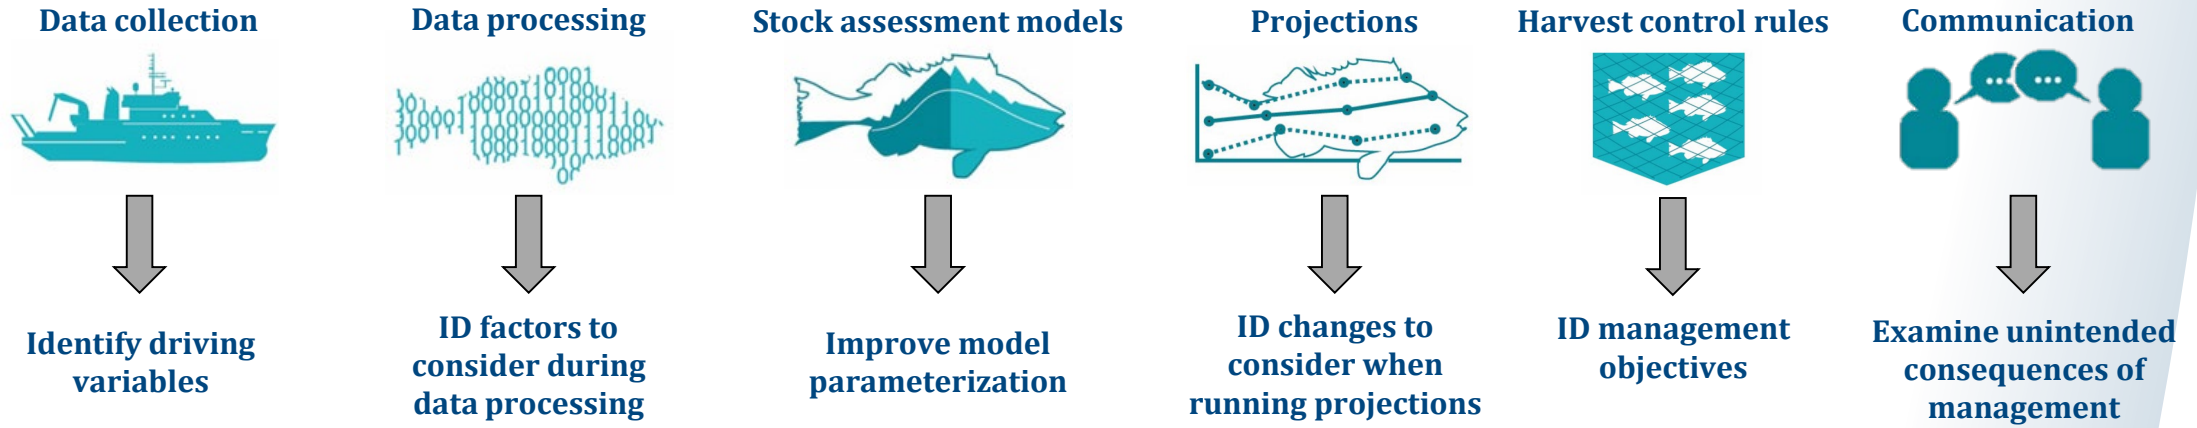 Data collection
Data processing
Stock assessment models
Projections
Harvest control rules
Communication
Identify driving
variables
ID factors to
consider during
data processing
Improve model
parameterization
ID changes to
consider when
running projections
ID management
objectives
Examine unintended
consequences of
management